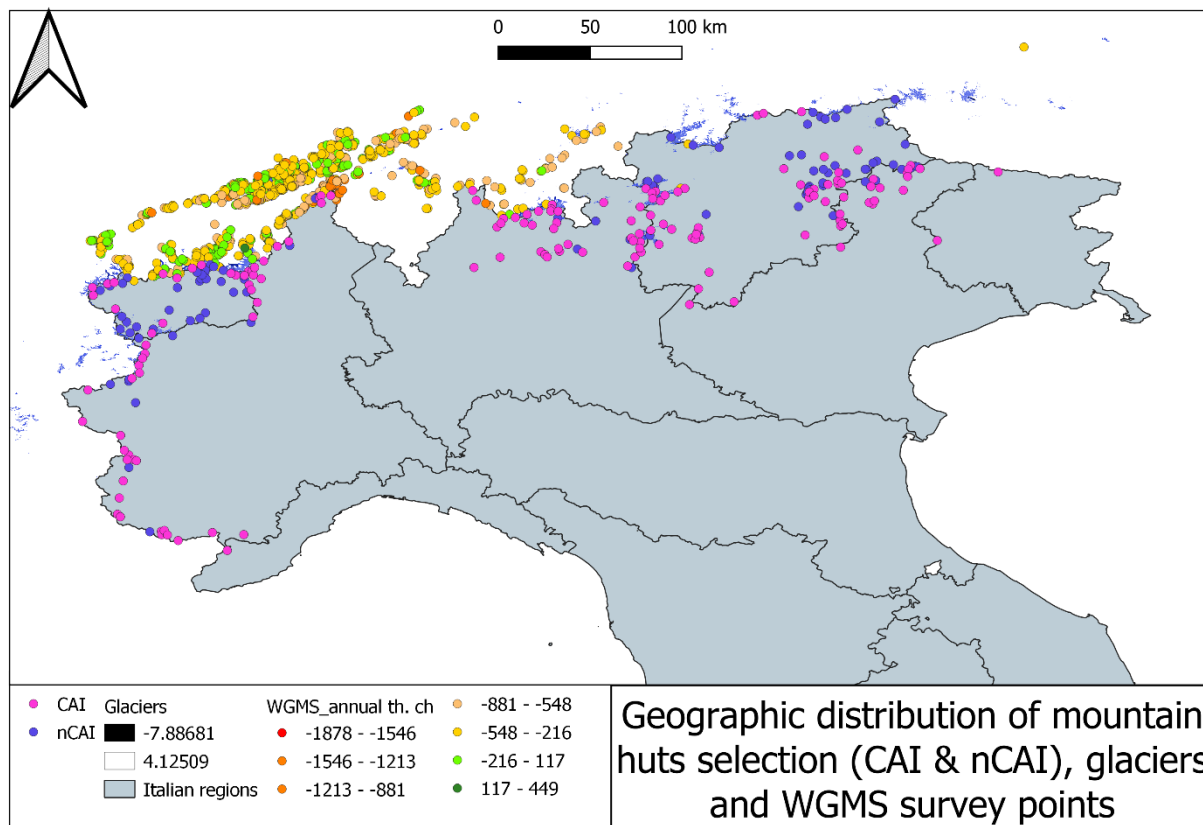 0 50 100 km
CAI
nCAI
Glaciers
-7.88681
4.12509
Italian regions
WGMS_annual th. ch
-1878 - -1546
-1546 - -1213
-1213 - -881
-881 - -548
-548 - -216
-216 - 117
117 - 449
Geographic distribution of mountain
huts selection (CAI & nCAI), glaciers
and WGMS survey points